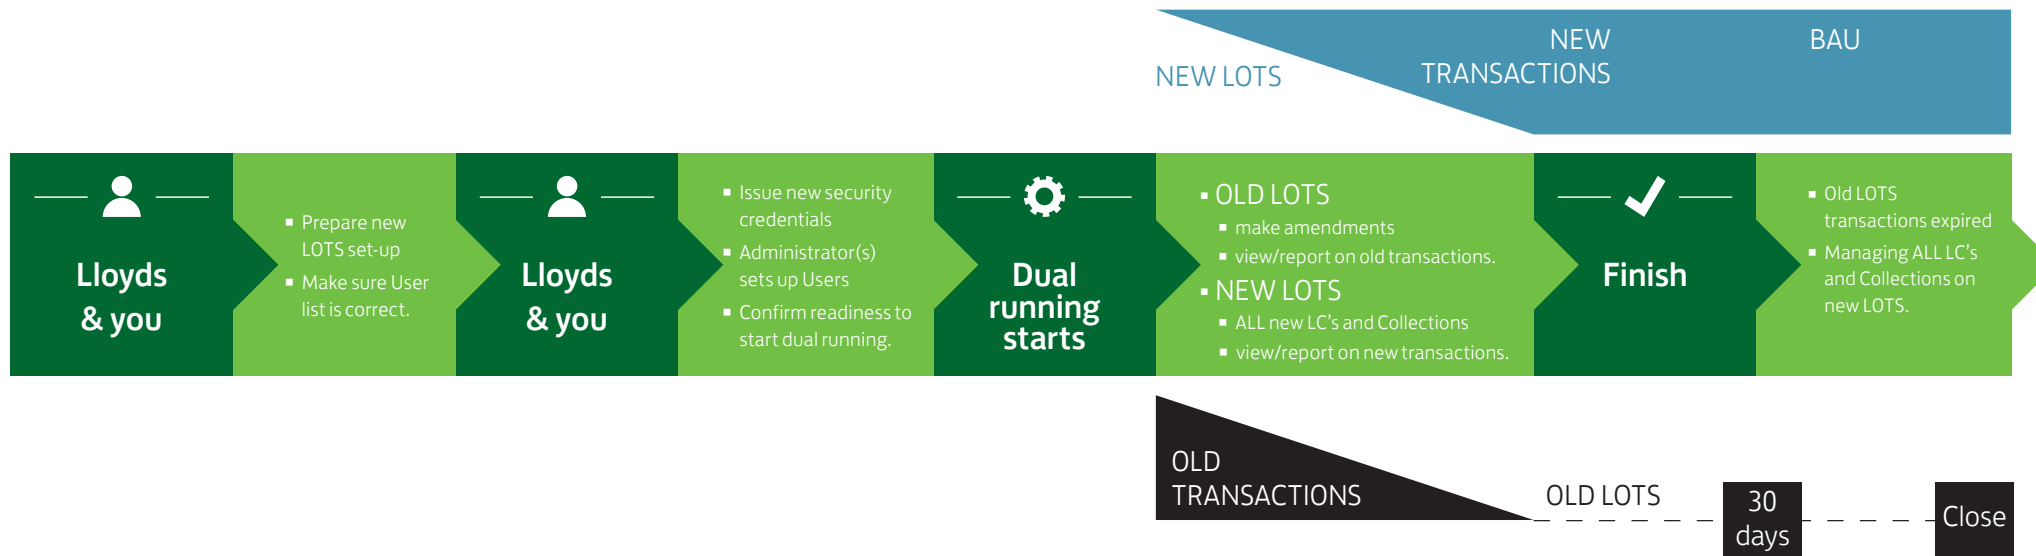 NEW LOTS
NEW
TRANSACTIONS
BAU
Lloyds
& you
▪ Prepare new
LOTS set-up
▪ Make sure User
list is correct.
Lloyds
& you
▪ Issue new security
credentials
▪ Administrator(s)
sets up Users
▪ Confirm readiness to
start dual running.
Dual
running
starts
▪ OLD LOTS
▪ make amendments
▪ view/report on old transactions.
▪ NEW LOTS
▪ ALL new LC's and Collections
▪ view/report on new transactions.
Finish
▪ Old LOTS
transactions expired
▪ Managing ALL LC's
and Collections on
new LOTS.
OLD
TRANSACTIONS
OLD LOTS
30
days
Close